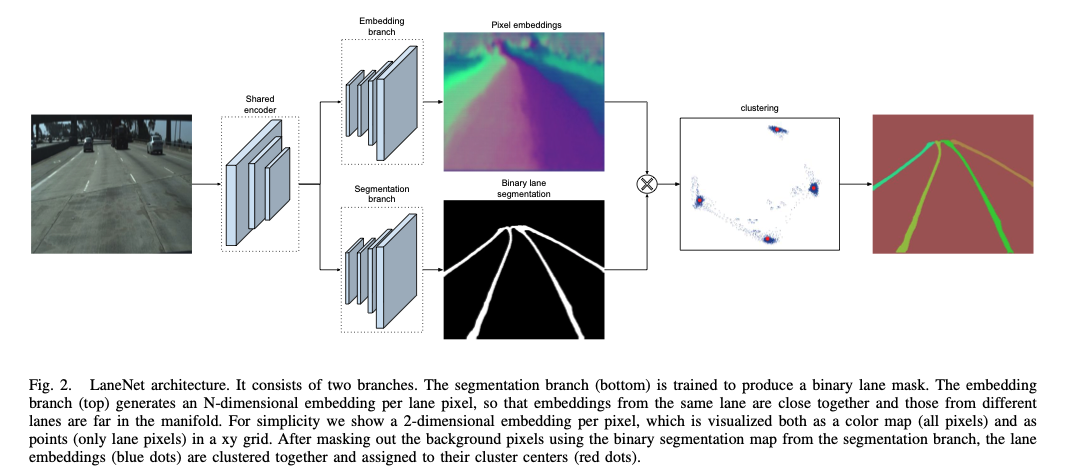 Embedding
branch
Pixel embeddings
Shared
encoder
clustering
Segmentation
branch
Binary lane
segmentation
Fig. 2. LaneNet architecture. It consists of two branches. The segmentation branch (bottom) is trained to produce a binary lane mask. The embedding
branch (top) generates an N-dimensional embedding per lane pixel, so that embeddings from the same lane are close together and those from different
lanes are far in the manifold. For simplicity we show a 2-dimensional embedding per pixel, which is visualized both as a color map (all pixels) and as
points (only lane pixels) in a xy grid. After masking out the background pixels using the binary segmentation map from the segmentation branch, the lane
embeddings (blue dots) are clustered together and assigned to their cluster centers (red dots).